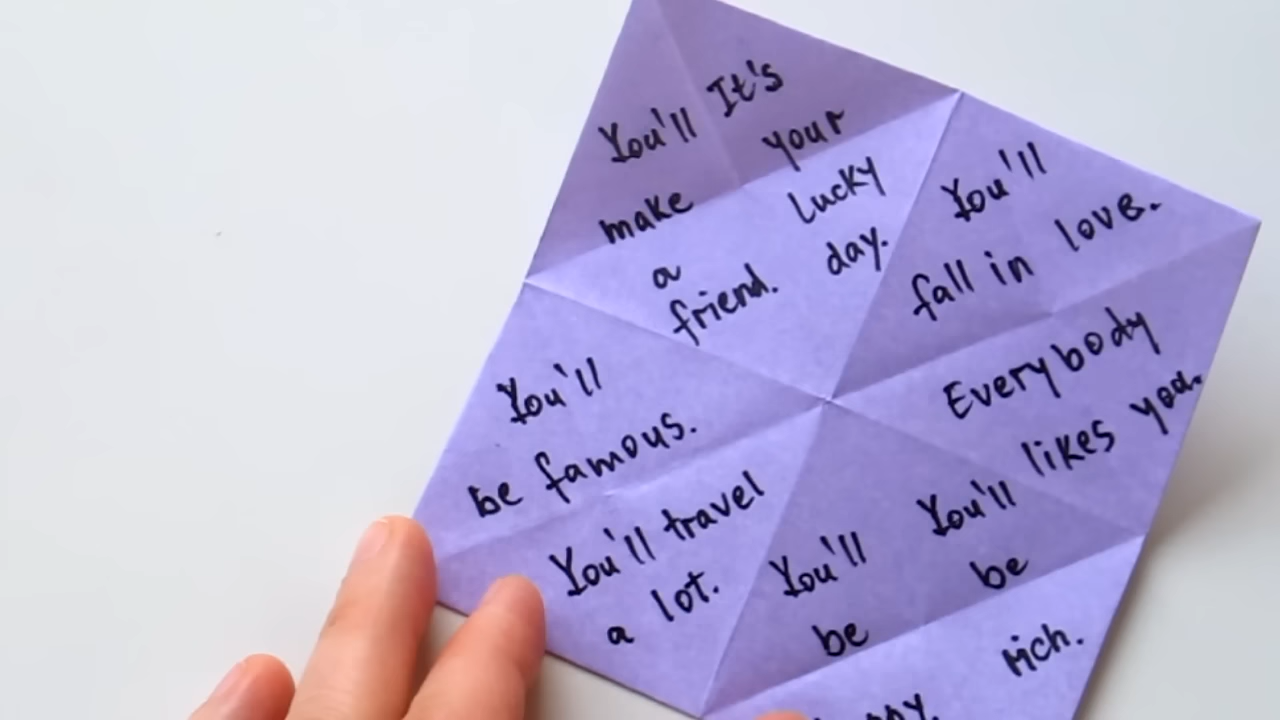 You'll
make
a
friend.
It's
your
lucky
day.
You'll
fall in love.
Everybody
likes you.
You'll
be famous.
You'll travel
a lot.
You'll
be
You'll
be
rich.